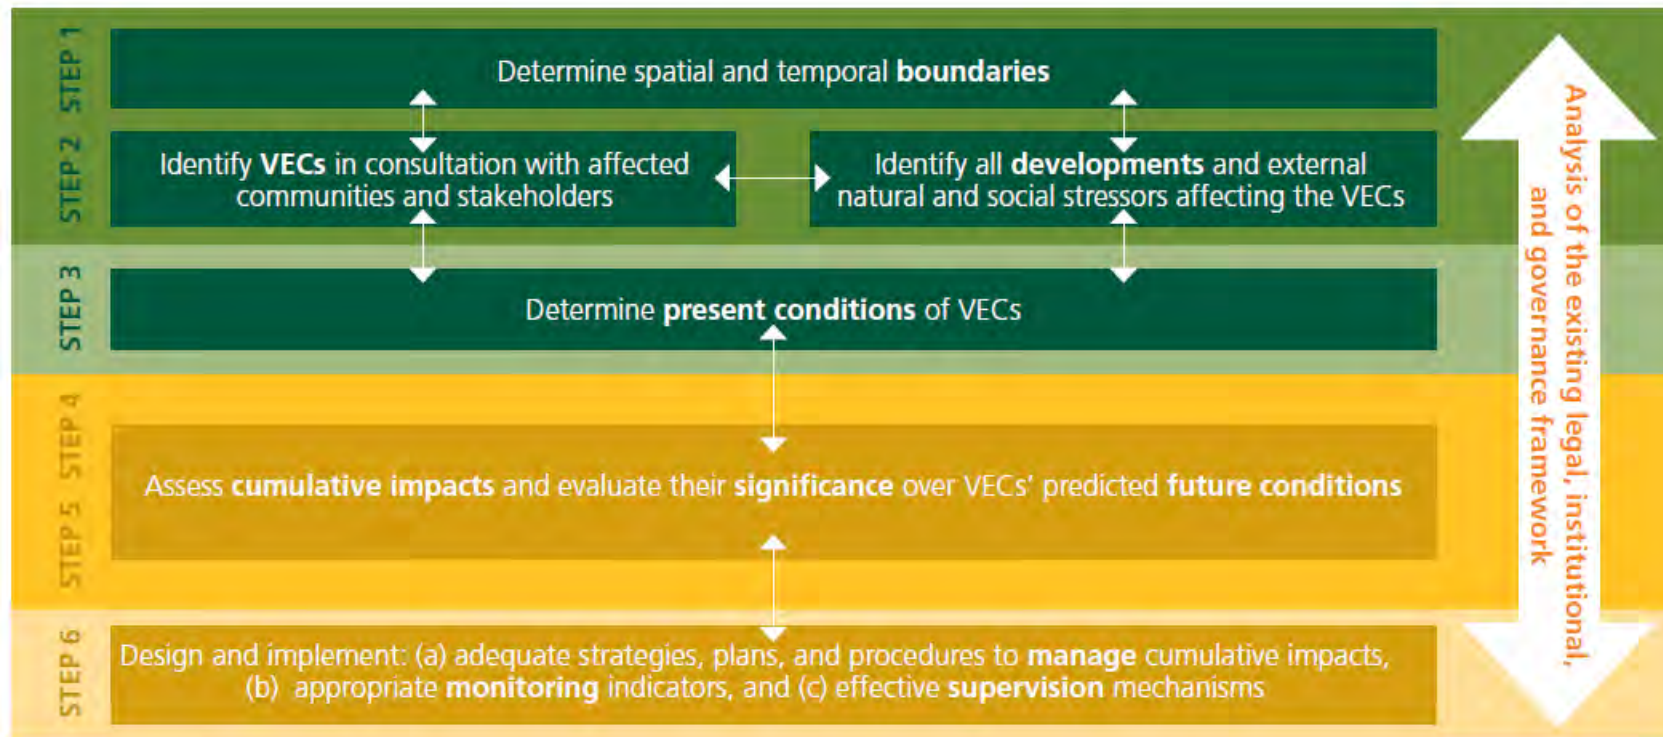 STEP 1
Determine spatial and temporal boundaries
STEP 2
Identify VECs in consultation with affected
communities and stakeholders
Identify all developments and external
natural and social stressors affecting the VECs
STEP 3
Determine present conditions of VECs
STEP 4
STEP 5
Assess cumulative impacts and evaluate their significance over VECs’ predicted future conditions
STEP 6
Design and implement: (a) adequate strategies, plans, and procedures to manage cumulative impacts,
(b) appropriate monitoring indicators, and (c) effective supervision mechanisms
Analysis of the existing legal, institutional,
and governance framework